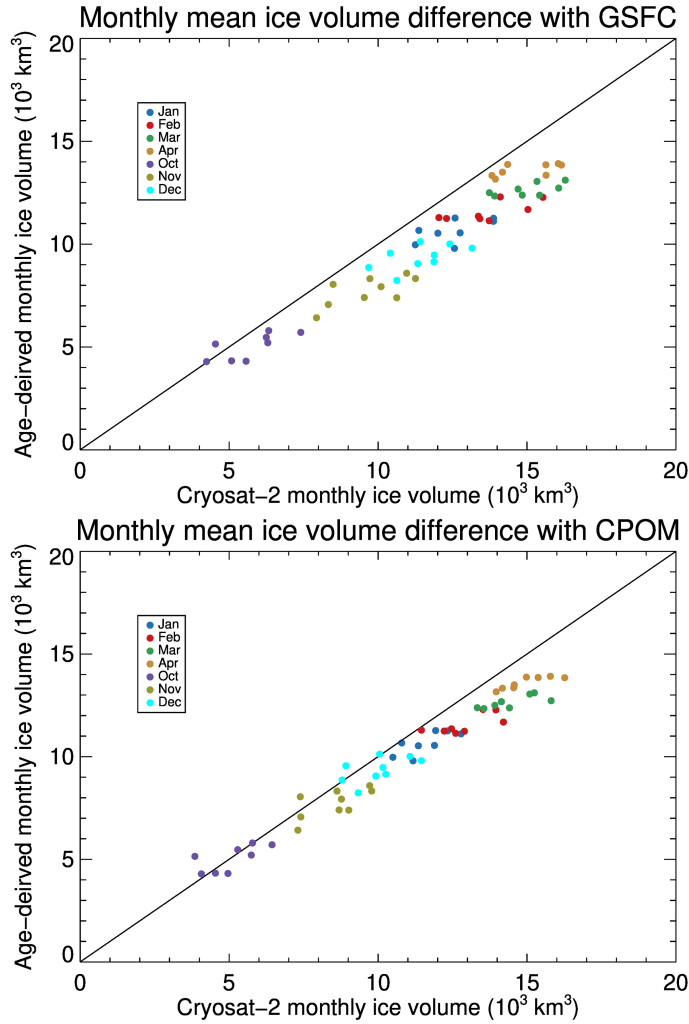 Monthly mean ice volume difference with GSFC
Age-deirved monthly ice volume (10³ km³)
20
15
10
5
0
Jan
Feb
Mar
Apr
Oct
Nov
Dec
0 5 10 15 20
Cryosat-2 monthly ice volume (10³ km³)
Monthly mean ice volume difference with CPOM
Age-deirved monthly ice volume (10³ km³)
20
15
10
5
0
Jan
Feb
Mar
Apr
Oct
Nov
Dec
0 5 10 15 20
Cryosat-2 monthly ice volume (10³ km³)